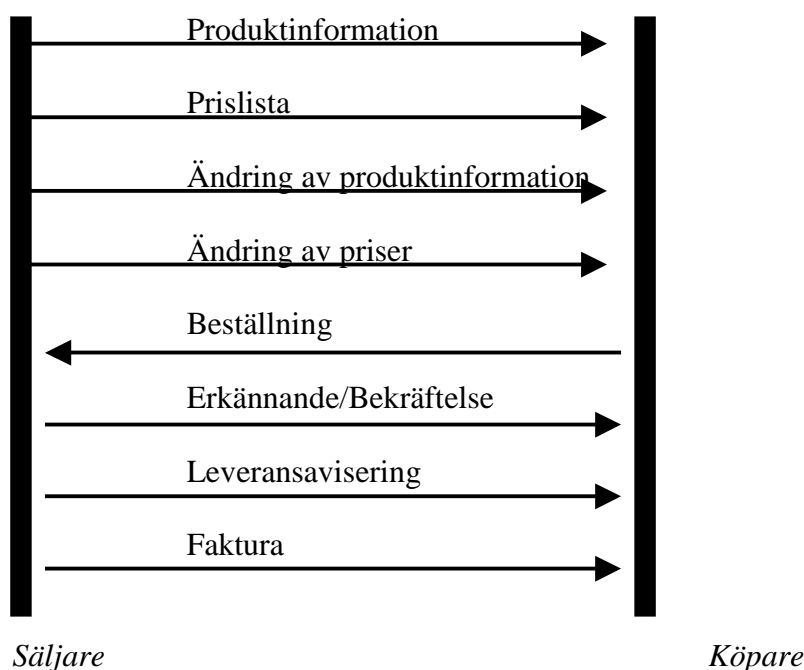 Produktinformation
Prislista
Ändring av produktinformation
Ändring av priser
Beställning
Erkännande/Bekräftelse
Leveransavisering
Faktura
Säljare Köpare